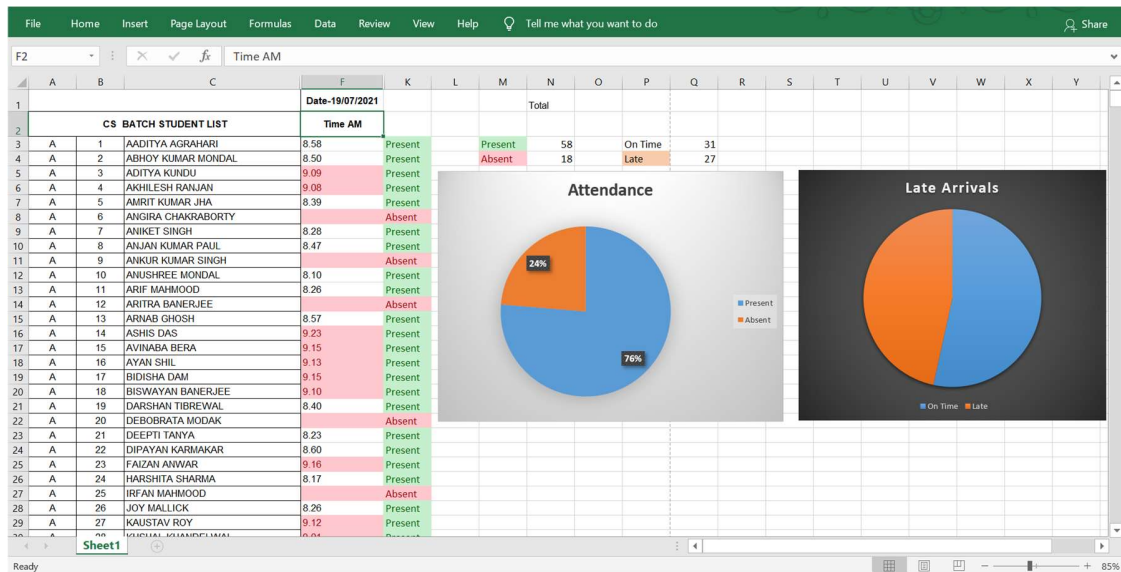 File Home Insert Page Layout Formulas Data Review View Help Tell me what you want to do Share
F2 fx Time AM
A B C F K L M N O P Q R S T U V W X Y
1 Date-19/07/2021 Total
2 CS BATCH STUDENT LIST Time AM
3 A 1 AADITYA AGRAHARI 8.58 Present Present 58 On Time 31
4 A 2 ABHOY KUMAR MONDAL 8.50 Present Absent 18 Late 27
5 A 3 ADITYA KUNDU 9.09 Present
6 A 4 AKHILESH RANJAN 9.08 Present
7 A 5 AMRIT KUMAR JHA 8.39 Present
8 A 6 ANGIRA CHAKRABORTY Absent
9 A 7 ANIKET SINGH 8.28 Present
10 A 8 ANJAN KUMAR PAUL 8.47 Present
11 A 9 ANKUR KUMAR SINGH Absent
12 A 10 ANUSHREE MONDAL 8.10 Present
13 A 11 ARIF MAHMOOD 8.26 Present
14 A 12 ARITRA BANERJEE Absent
15 A 13 ARNAB GHOSH 8.57 Present
16 A 14 ASHIS DAS 9.23 Present
17 A 15 AVINABA BERA 9.15 Present
18 A 16 AYAN SHIL 9.13 Present
19 A 17 BIDISHA DAM 9.15 Present
20 A 18 BISWAYAN BANERJEE 9.10 Present
21 A 19 DARSHAN TIBREWAL 8.40 Present
22 A 20 DEBOBRATA MODAK Absent
23 A 21 DEEPTI TANYA 8.23 Present
24 A 22 DIPAYAN KARMAKAR 8.60 Present
25 A 23 FAIZAN ANWAR 9.16 Present
26 A 24 HARSHITA SHARMA 8.17 Present
27 A 25 IRFAN MAHMOOD Absent
28 A 26 JOY MALLICK 8.26 Present
29 A 27 KAUSTAV ROY 9.12 Present
Attendance
24%
76%
Present
Absent
Late Arrivals
On Time Late
Sheet1
Ready 85%